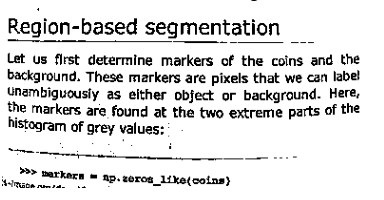 Region-based segmentation
Let us first determine markers of the coins and the
background. These markers are pixels that we can label
unambiguously as either object or background. Here,
the markers are found at the two extreme parts of the
histogram of grey values:
>>> markers = np.zeros_like(coins)